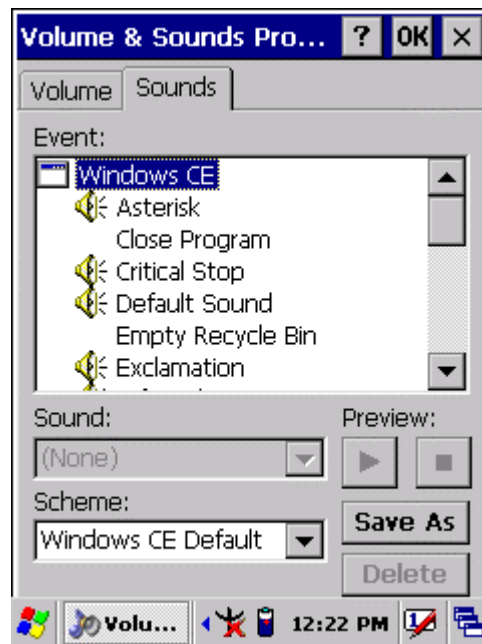 Volume & Sounds Pro... ? OK ×
Volume Sounds
Event:
Windows CE
Asterisk
Close Program
Critical Stop
Default Sound
Empty Recycle Bin
Exclamation
Sound: Preview:
(None)
Scheme:
Save As
Windows CE Default
Delete
Volu... 12:22 PM